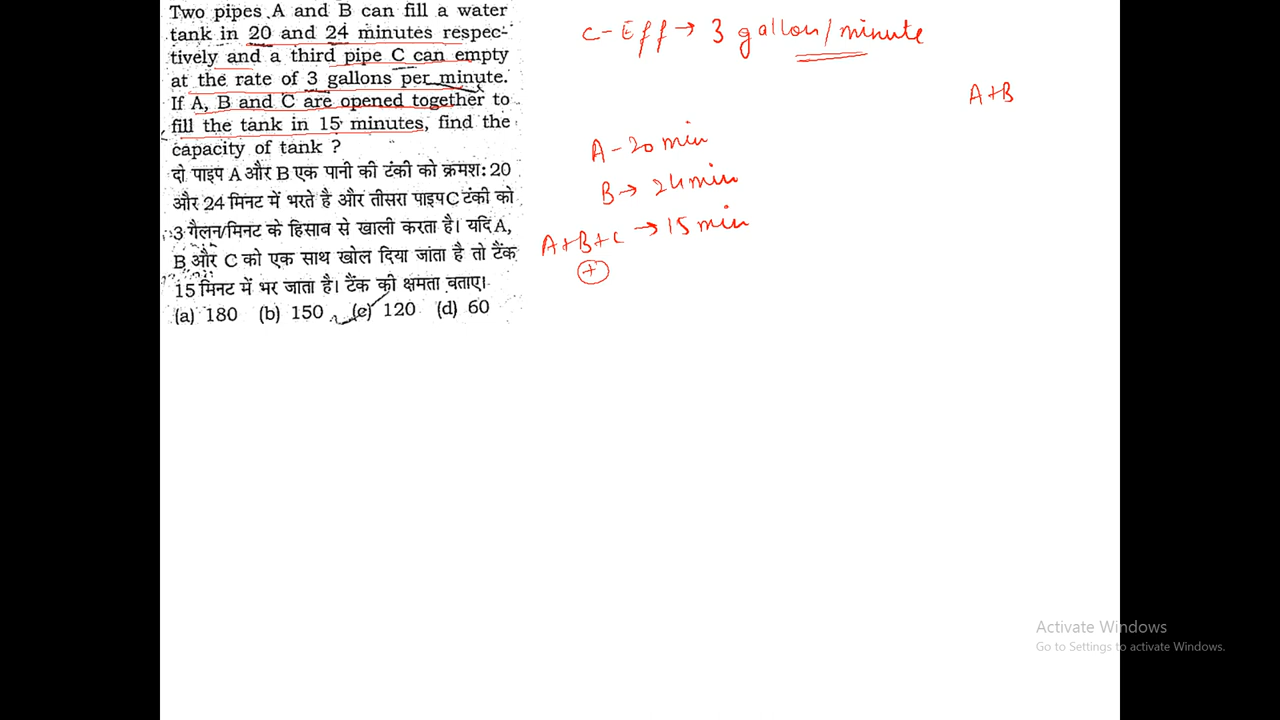 Two pipes A and B can fill a water
tank in 20 and 24 minutes respec-
tively and a third pipe C can empty
at the rate of 3 gallons per minute.
If A, B and C are opened together to
fill the tank in 15 minutes, find the
capacity of tank ?
दो पाइप A और B एक पानी की टंकी को क्रमश: 20
और 24 मिनट में भरते है और तीसरा पाइप C टंकी को
3 गैलन/मिनट के हिसाब से खाली करता है। यदि A,
B और C को एक साथ खोल दिया जांता है तो टैंक
15 मिनट में भर जाता है। टैंक की क्षमता बताए।
(a) 180 (b) 150 (c) 120 (d) 60
C-Eff → 3 gallon/minute
A+B
A - 20 min
B → 24 min
A+B+C → 15 min
+
Activate Windows
Go to Settings to activate Windows.